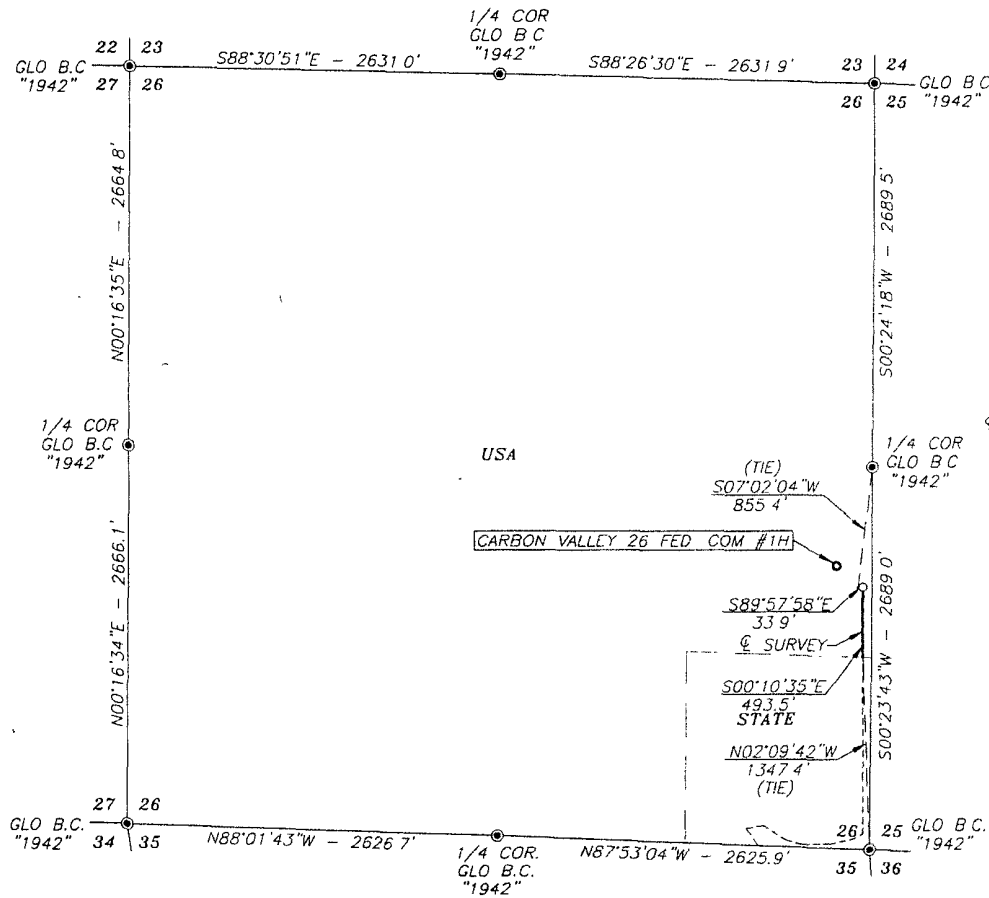 1/4 COR
GLO B C
"1942"
22 23
GLO B.C
"1942"
27 26
S88°30'51"E - 2631 0'
S88°26'30"E - 2631 9'
23 24
GLO B C
"1942"
26 25
N00°16'35"E - 2664 8'
S00°24'18"W - 2689 5'
1/4 COR
GLO B.C
"1942"
USA
1/4 COR
GLO B C
"1942"
(TIE)
S07°02'04"W
855 4'
CARBON VALLEY 26 FED COM #1H
S89°57'58"E
33 9'
℄ SURVEY
S00°10'35"E
493.5'
STATE
N02°09'42"W
1347 4'
(TIE)
N00°16'34"E - 2666.1'
S00°23'43"W - 2689 0'
27 26
GLO B.C.
"1942"
34 35
N88°01'43"W - 2626 7'
1/4 COR.
GLO B.C.
"1942"
N87°53'04"W - 2625.9'
26 25
GLO B C.
"1942"
35 36